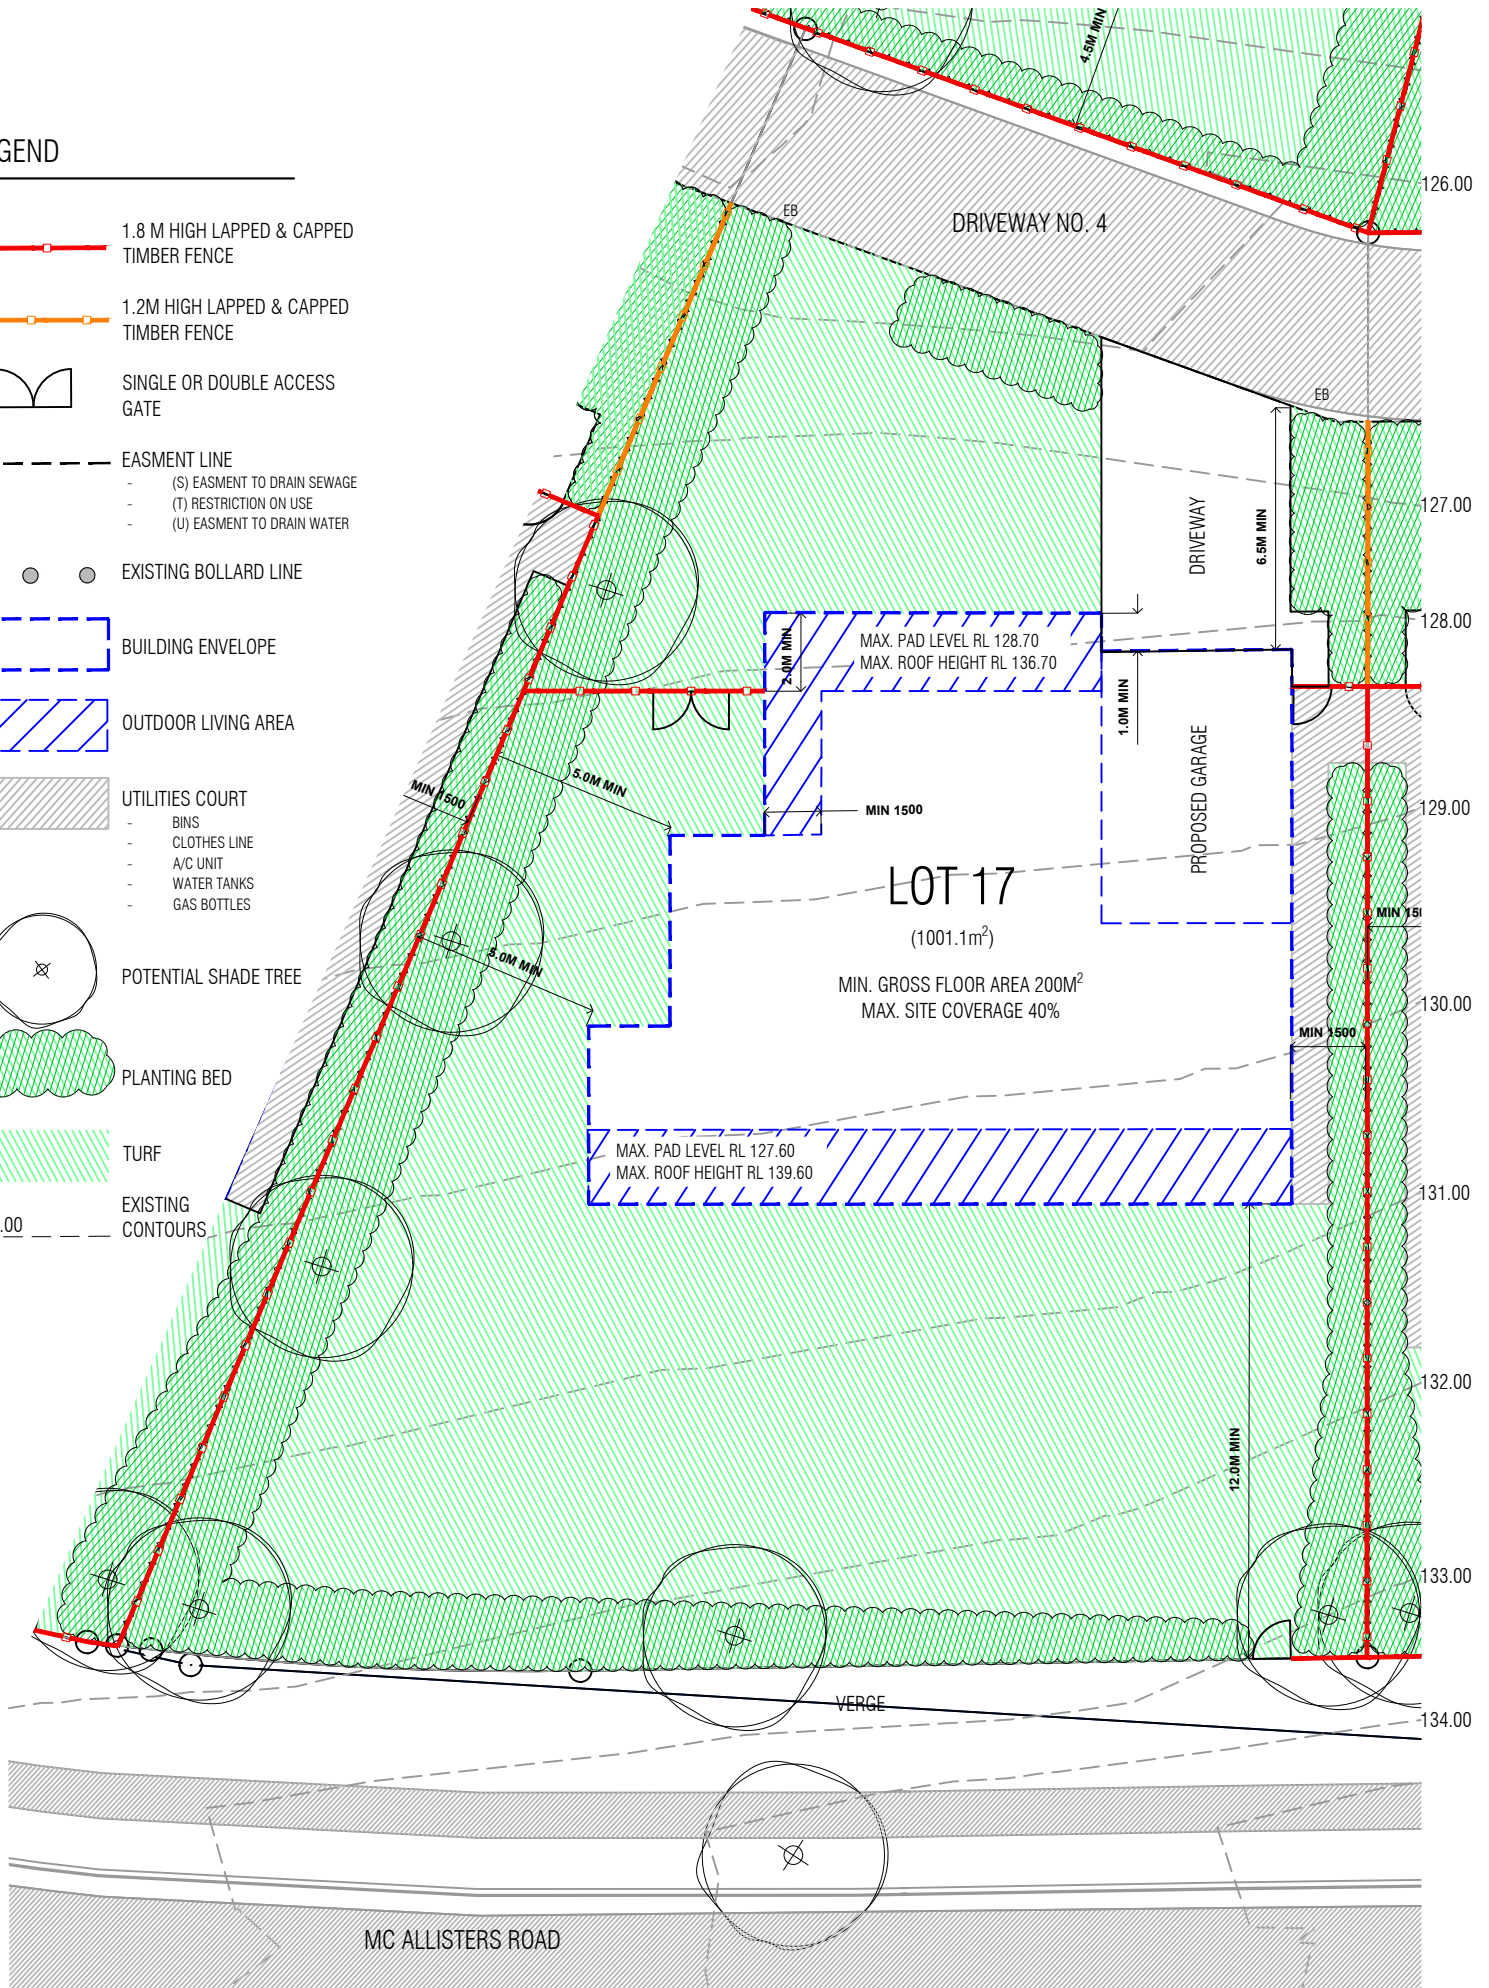 GEND
1.8 M HIGH LAPPED & CAPPED
TIMBER FENCE
1.2M HIGH LAPPED & CAPPED
TIMBER FENCE
SINGLE OR DOUBLE ACCESS
GATE
EASMENT LINE
- (S) EASMENT TO DRAIN SEWAGE
- (T) RESTRICTION ON USE
- (U) EASMENT TO DRAIN WATER
EXISTING BOLLARD LINE
BUILDING ENVELOPE
OUTDOOR LIVING AREA
UTILITIES COURT
- BINS
- CLOTHES LINE
- A/C UNIT
- WATER TANKS
- GAS BOTTLES
POTENTIAL SHADE TREE
PLANTING BED
TURF
.00
EXISTING
CONTOURS
4.5M MIN
126.00
EB
DRIVEWAY NO. 4
EB
127.00
DRIVEWAY
6.5M MIN
128.00
2.0M MIN
MAX. PAD LEVEL RL 128.70
MAX. ROOF HEIGHT RL 136.70
1.0M MIN
PROPOSED GARAGE
5.0M MIN
MIN 1500
MIN 1500
129.00
LOT 17
(1001.1m²)
MIN 150
5.0M MIN
MIN. GROSS FLOOR AREA 200M²
MAX. SITE COVERAGE 40%
130.00
MIN 1500
MAX. PAD LEVEL RL 127.60
MAX. ROOF HEIGHT RL 139.60
131.00
132.00
12.0M MIN
133.00
VERGE
134.00
MC ALLISTERS ROAD